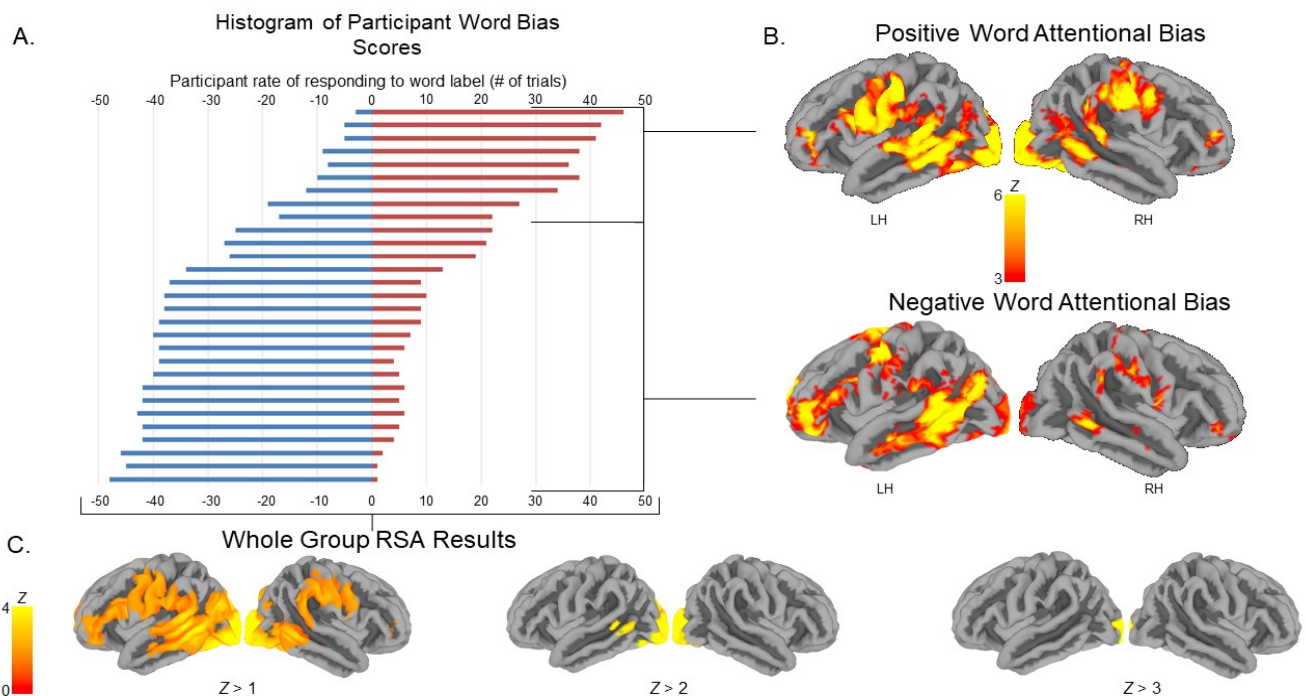 A.
Histogram of Participant Word Bias
Scores
Participant rate of responding to word label (# of trials)
-50 -40 -30 -20 -10 0 10 20 30 40 50
-50 -40 -30 -20 -10 0 10 20 30 40 50
B.
Positive Word Attentional Bias
6 Z
3
LH RH
Negative Word Attentional Bias
LH RH
C.
Whole Group RSA Results
4 Z
0
Z > 1 Z > 2 Z > 3